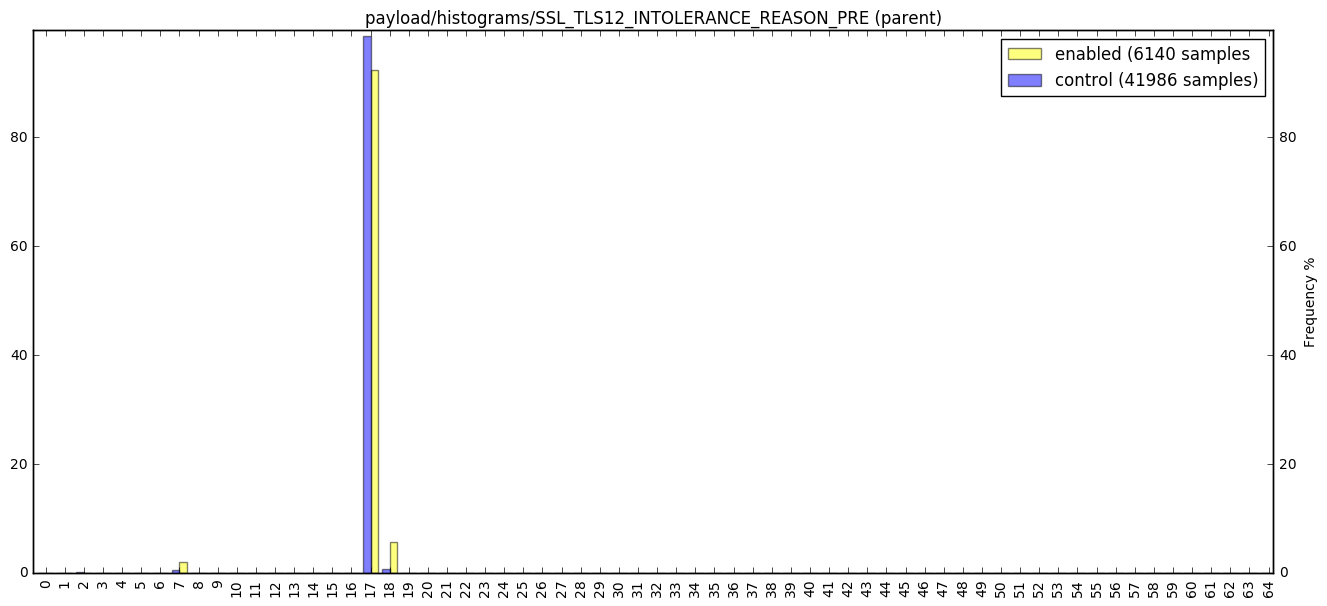 payload/histograms/SSL_TLS12_INTOLERANCE_REASON_PRE (parent)
enabled (6140 samples
control (41986 samples)
80 80
60 60
40 40
20 20
0 0
Frequency %
0 1 2 3 4 5 6 7 8 9 10 11 12 13 14 15 16 17 18 19 20 21 22 23 24 25 26 27 28 29 30 31 32 33 34 35 36 37 38 39 40 41 42 43 44 45 46 47 48 49 50 51 52 53 54 55 56 57 58 59 60 61 62 63 64